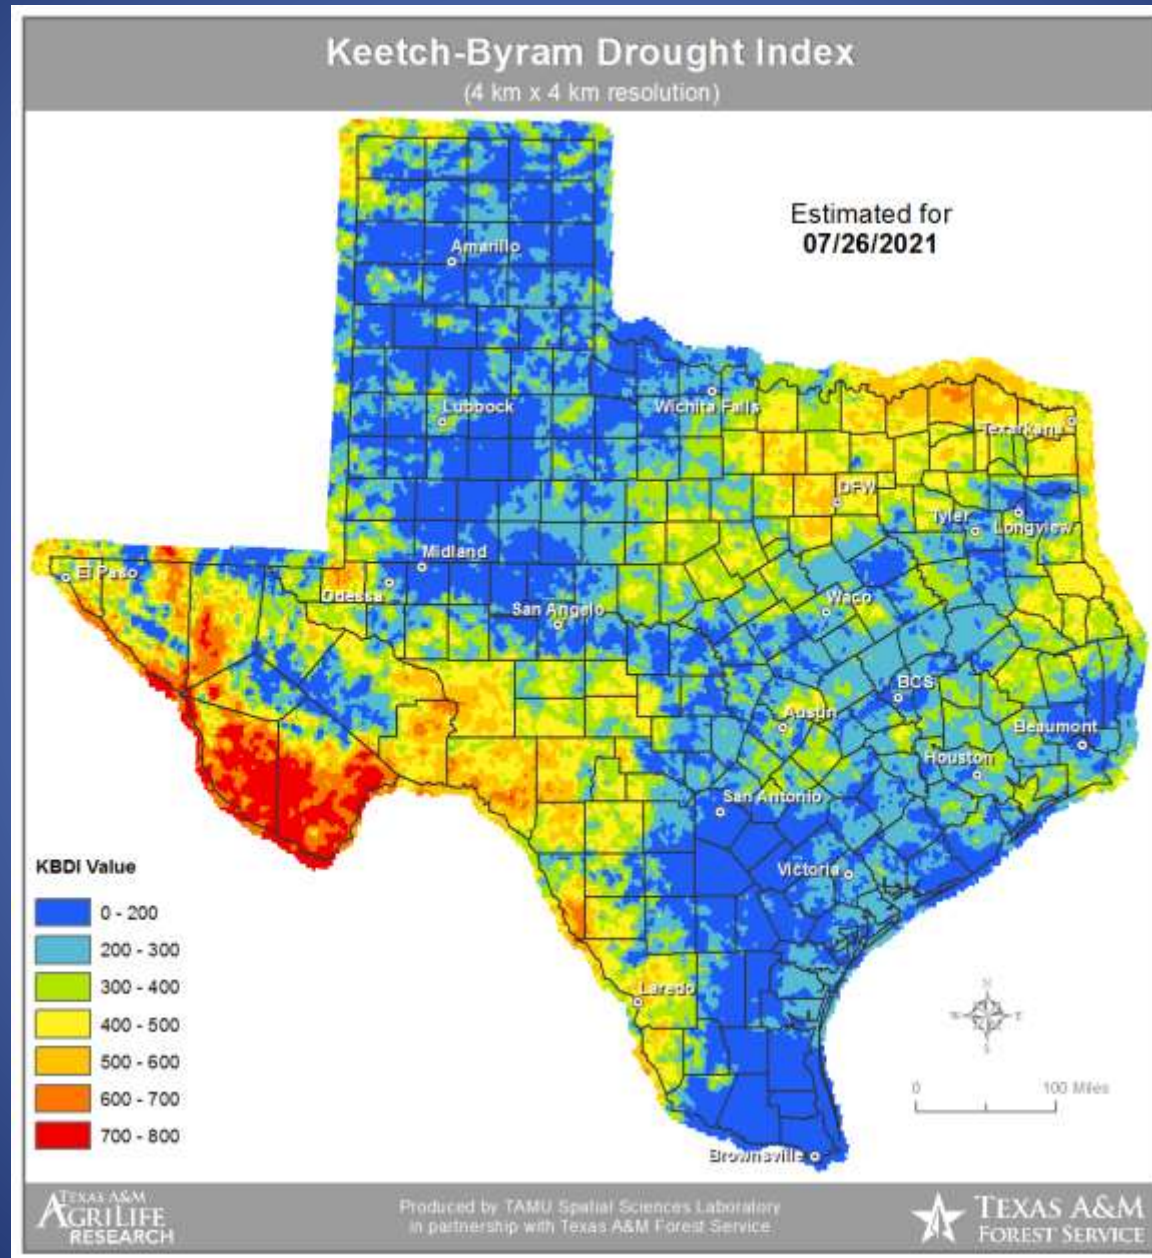 Keetch-Byram Drought Index
(4 km x 4 km resolution)
Estimated for
07/26/2021
Amarillo
Lubbock
Wichita Falls
Texarkana
DFW
Tyler
Longview
Midland
El Paso
Odessa
San Angelo
Waco
BCS
Austin
Beaumont
Houston
San Antonio
Victoria
KBDI Value
0 - 200
200 - 300
300 - 400
400 - 500
500 - 600
600 - 700
700 - 800
Laredo
N
W
E
S
0 100 Miles
Brownsville
TEXAS A&M
AGRILIFE
RESEARCH
Produced by TAMU Spatial Sciences Laboratory
in partnership with Texas A&M Forest Service
TEXAS A&M
FOREST SERVICE